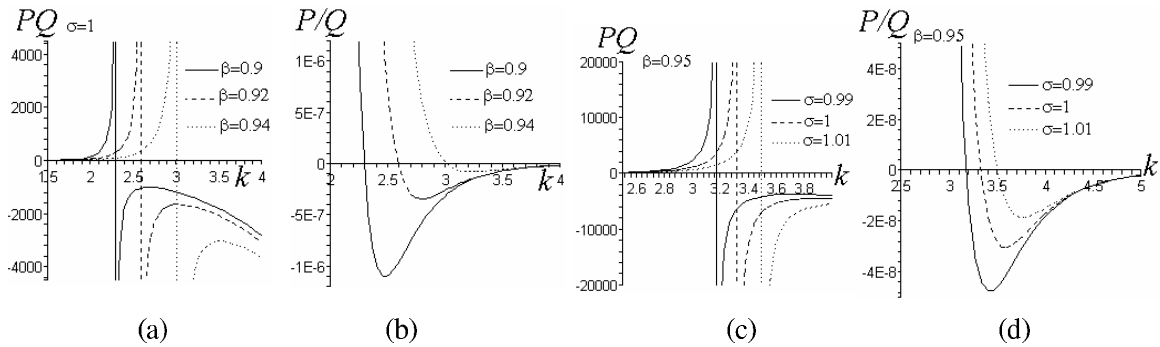 PQ σ=1
4000
2000
0
-2000
-4000
1.5 2 2.5 3 3.5 k 4
β=0.9
β=0.92
β=0.94
(a)
P/Q
1E-6
5E-7
0
-5E-7
-1E-6
2 2.5 3 3.5 k 4
β=0.9
β=0.92
β=0.94
(b)
PQ
β=0.95
20000
10000
0
-10000
-20000
2.6 2.8 3 3.2 3.4 3.6 3.8 k
σ=0.99
σ=1
σ=1.01
(c)
P/Q
β=0.95
4E-8
2E-8
0
-2E-8
-4E-8
2.5 3 3.5 4 4.5 k 5
σ=0.99
σ=1
σ=1.01
(d)